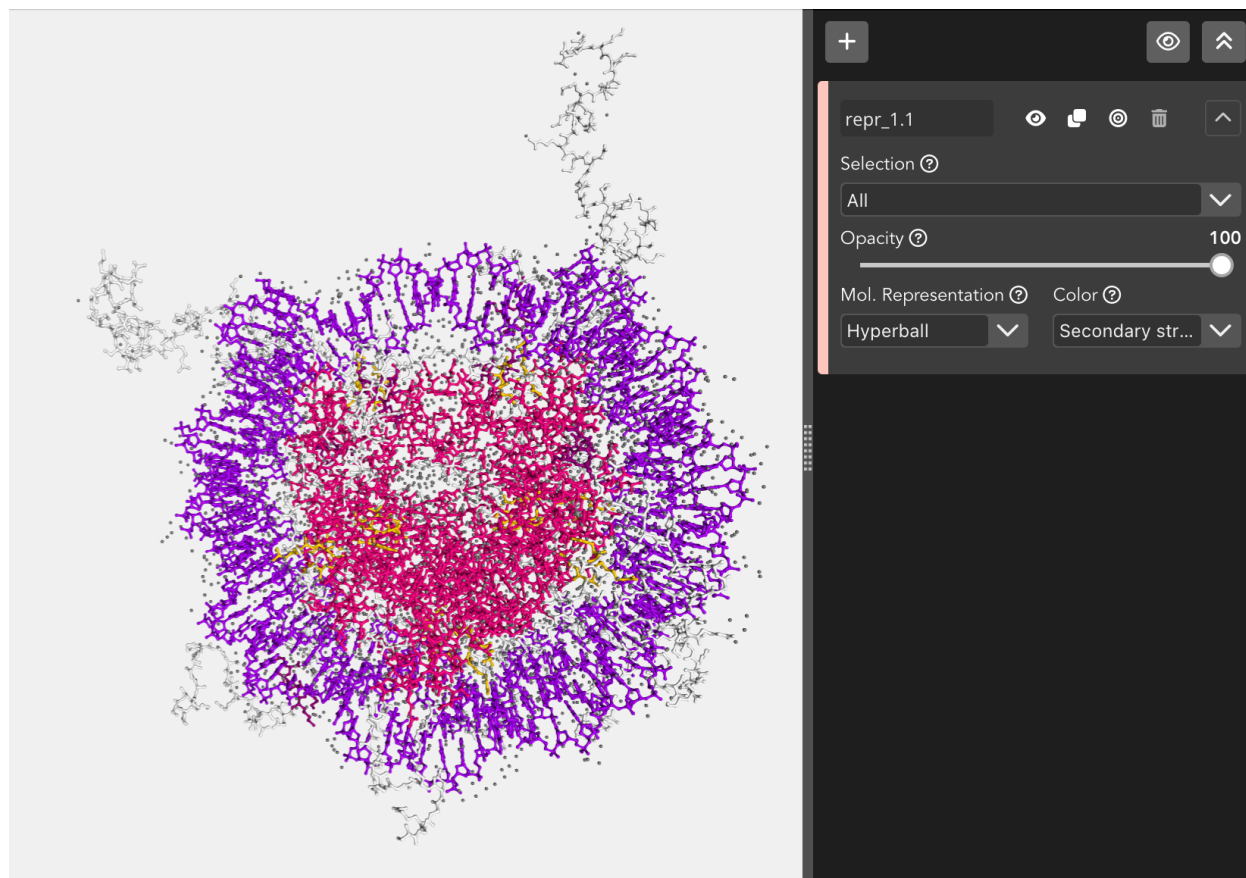 repr_1.1
Selection
All
Opacity 100
Mol. Representation Color
Hyperball Secondary str...